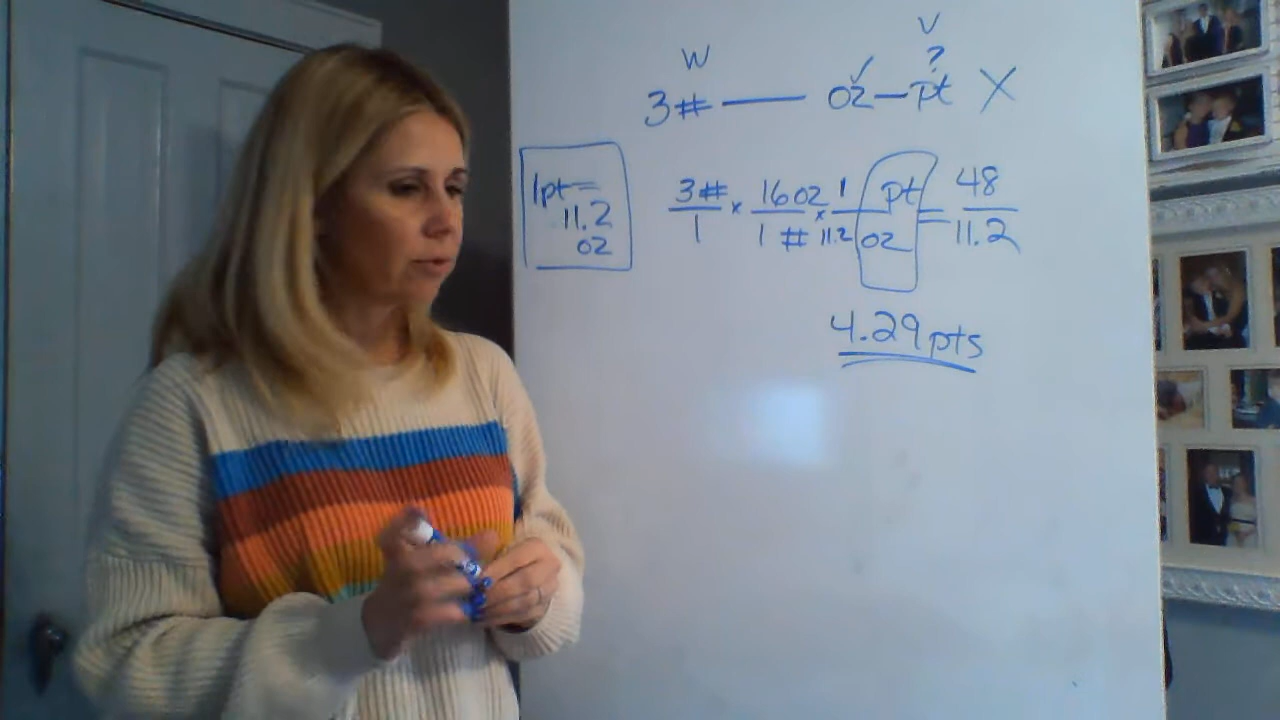 W V
?
3# — oz — pt X
✓
1pt =
11.2
oz
3# 16oz 1 pt 48
— × — × — = —
1 1# 11.2 oz 11.2
4.29pts